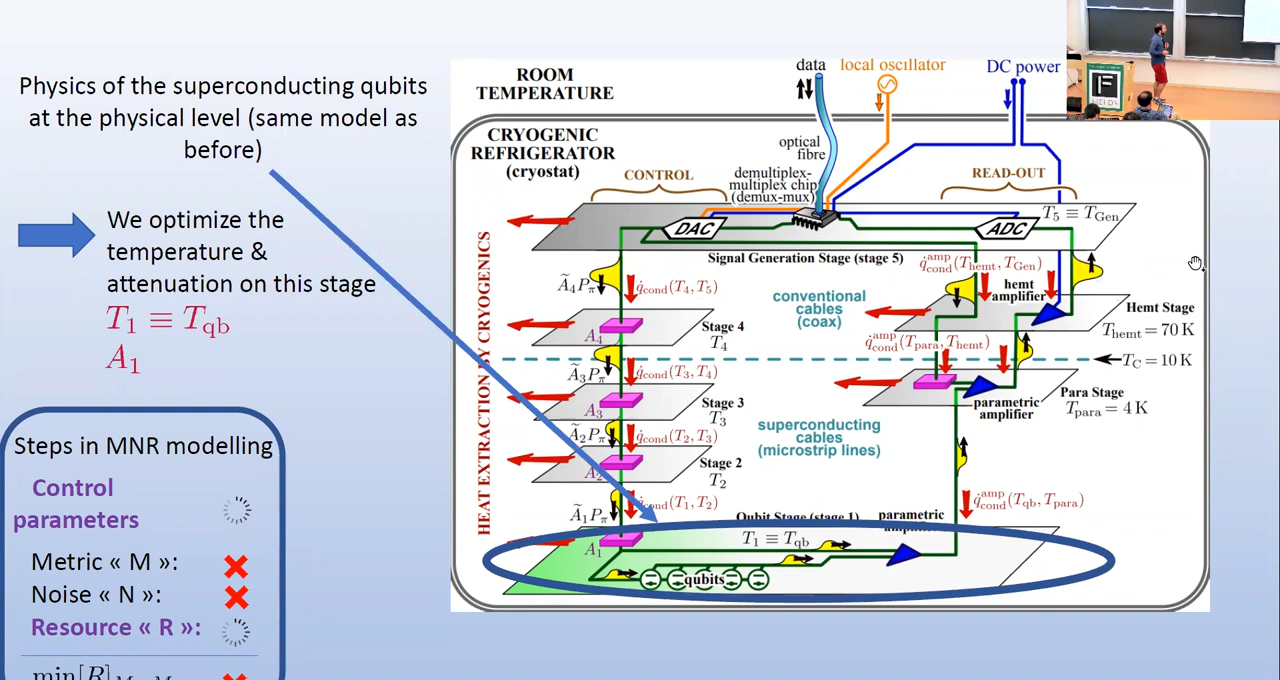 Physics of the superconducting qubits
at the physical level (same model as
before)
We optimize the
temperature &
attenuation on this stage
T₁ ≡ T_qb
A₁
Steps in MNR modelling
Control
parameters
Metric « M »:
Noise « N »:
Resource « R »:
ROOM
TEMPERATURE
data
local oscillator
DC power
CRYOGENIC
REFRIGERATOR
(cryostat)
optical
fibre
demultiplex-
multiplex chip
(demux-mux)
CONTROL
READ-OUT
DAC
ADC
T₅ ≡ T_Gen
Signal Generation Stage (stage 5)
HEAT EXTRACTION BY CRYOGENICS
Ã₄P_π
q̇_cond(T₄, T₅)
A₄
Stage 4
T₄
Ã₃P_π
q̇_cond(T₃, T₄)
A₃
Stage 3
T₃
Ã₂P_π
q̇_cond(T₂, T₃)
A₂
Stage 2
T₂
Ã₁P_π
q̇_cond(T₁, T₂)
A₁
conventional
cables
(coax)
superconducting
cables
(microstrip lines)
q̇_cond^amp(T_hemt, T_Gen)
hemt
amplifier
Hemt Stage
T_hemt = 70 K
q̇_cond^amp(T_para, T_hemt)
T_C = 10 K
parametric
amplifier
Para Stage
T_para = 4 K
q̇_cond^amp(T_qb, T_para)
Qubit Stage (stage 1)
parametric
T₁ ≡ T_qb
qubits
FIELDS